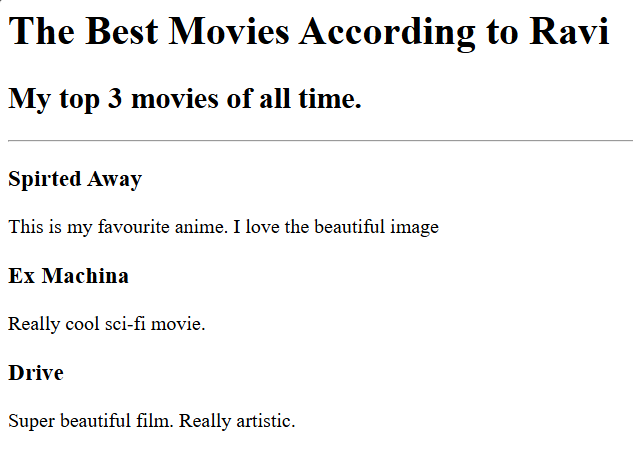 The Best Movies According to Ravi
My top 3 movies of all time.
Spirted Away
This is my favourite anime. I love the beautiful image
Ex Machina
Really cool sci-fi movie.
Drive
Super beautiful film. Really artistic.